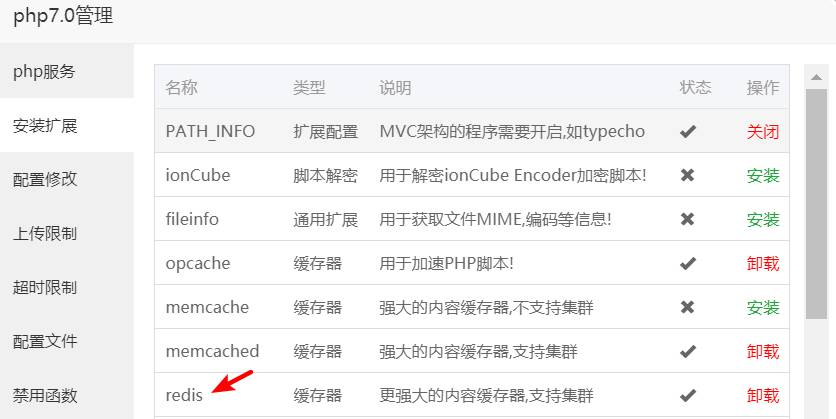 php7.0管理
php服务
安装扩展
配置修改
上传限制
超时限制
配置文件
禁用函数
名称 类型 说明 状态 操作
PATH_INFO 扩展配置 MVC架构的程序需要开启,如typecho ✔ 关闭
ionCube 脚本解密 用于解密ionCube Encoder加密脚本! ✖ 安装
fileinfo 通用扩展 用于获取文件MIME,编码等信息! ✖ 安装
opcache 缓存器 用于加速PHP脚本! ✔ 卸载
memcache 缓存器 强大的内容缓存器,不支持集群 ✖ 安装
memcached 缓存器 强大的内容缓存器,支持集群 ✔ 卸载
redis 缓存器 更强大的内容缓存器,支持集群 ✔ 卸载